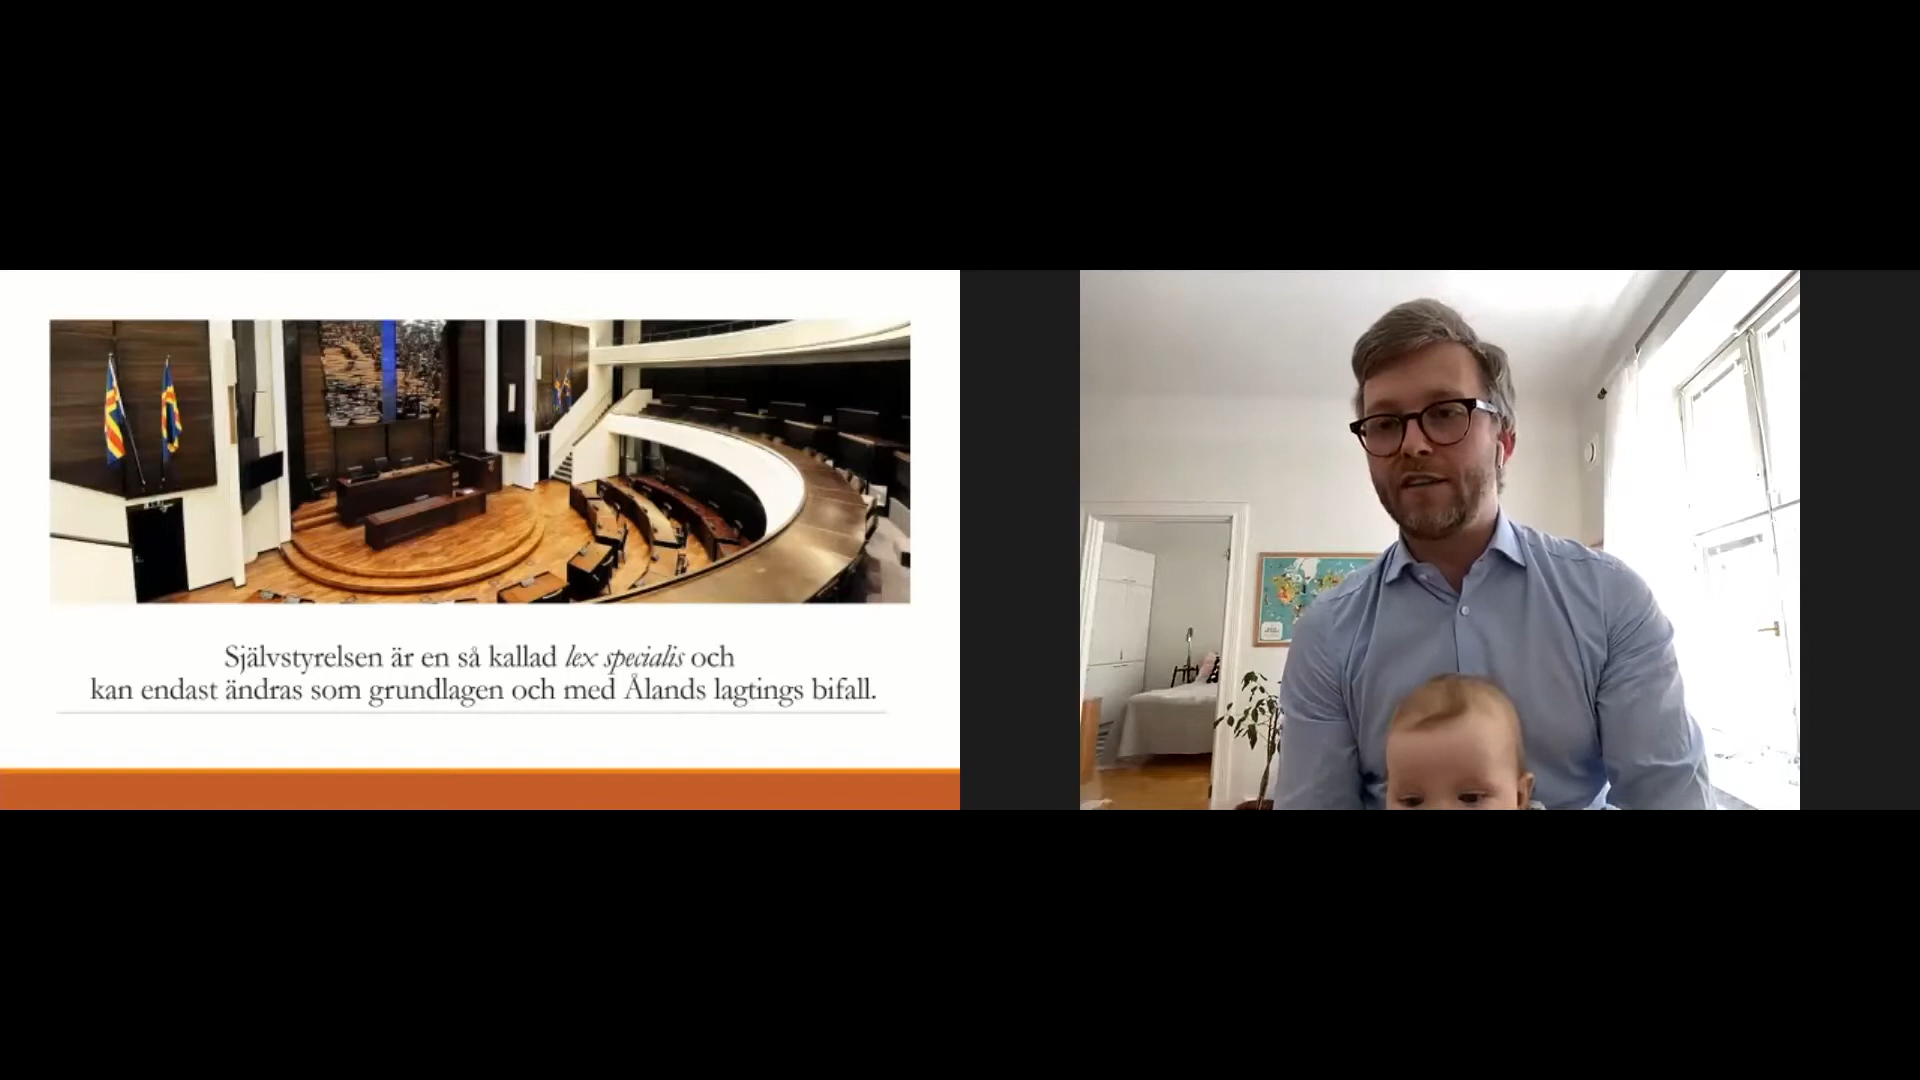 Självstyrelsen är en så kallad lex specialis och
kan endast ändras som grundlagen och med Ålands lagtings bifall.